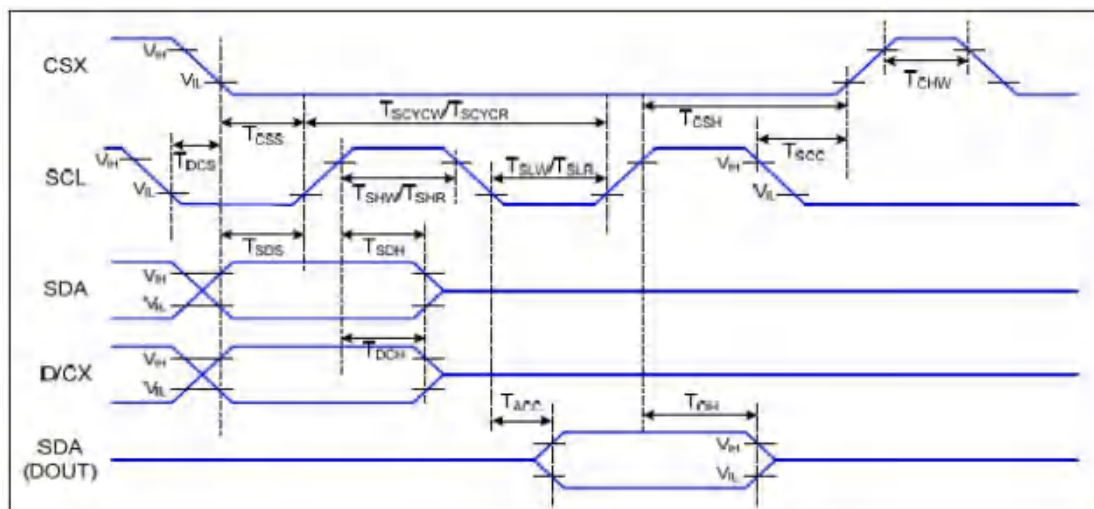 CSX
VIH
VIL
TCHW
TSCYCW/TSCYCR
TCSS
TCSH
TDCS
TSCC
SCL
VIH
VIL
TSHW/TSHR
TSLW/TSLR
VIH
VIL
TSDS
TSDH
SDA
VIH
VIL
TDCH
D/CX
VIH
VIL
TACC
TOH
SDA
(DOUT)
VIH
VIL